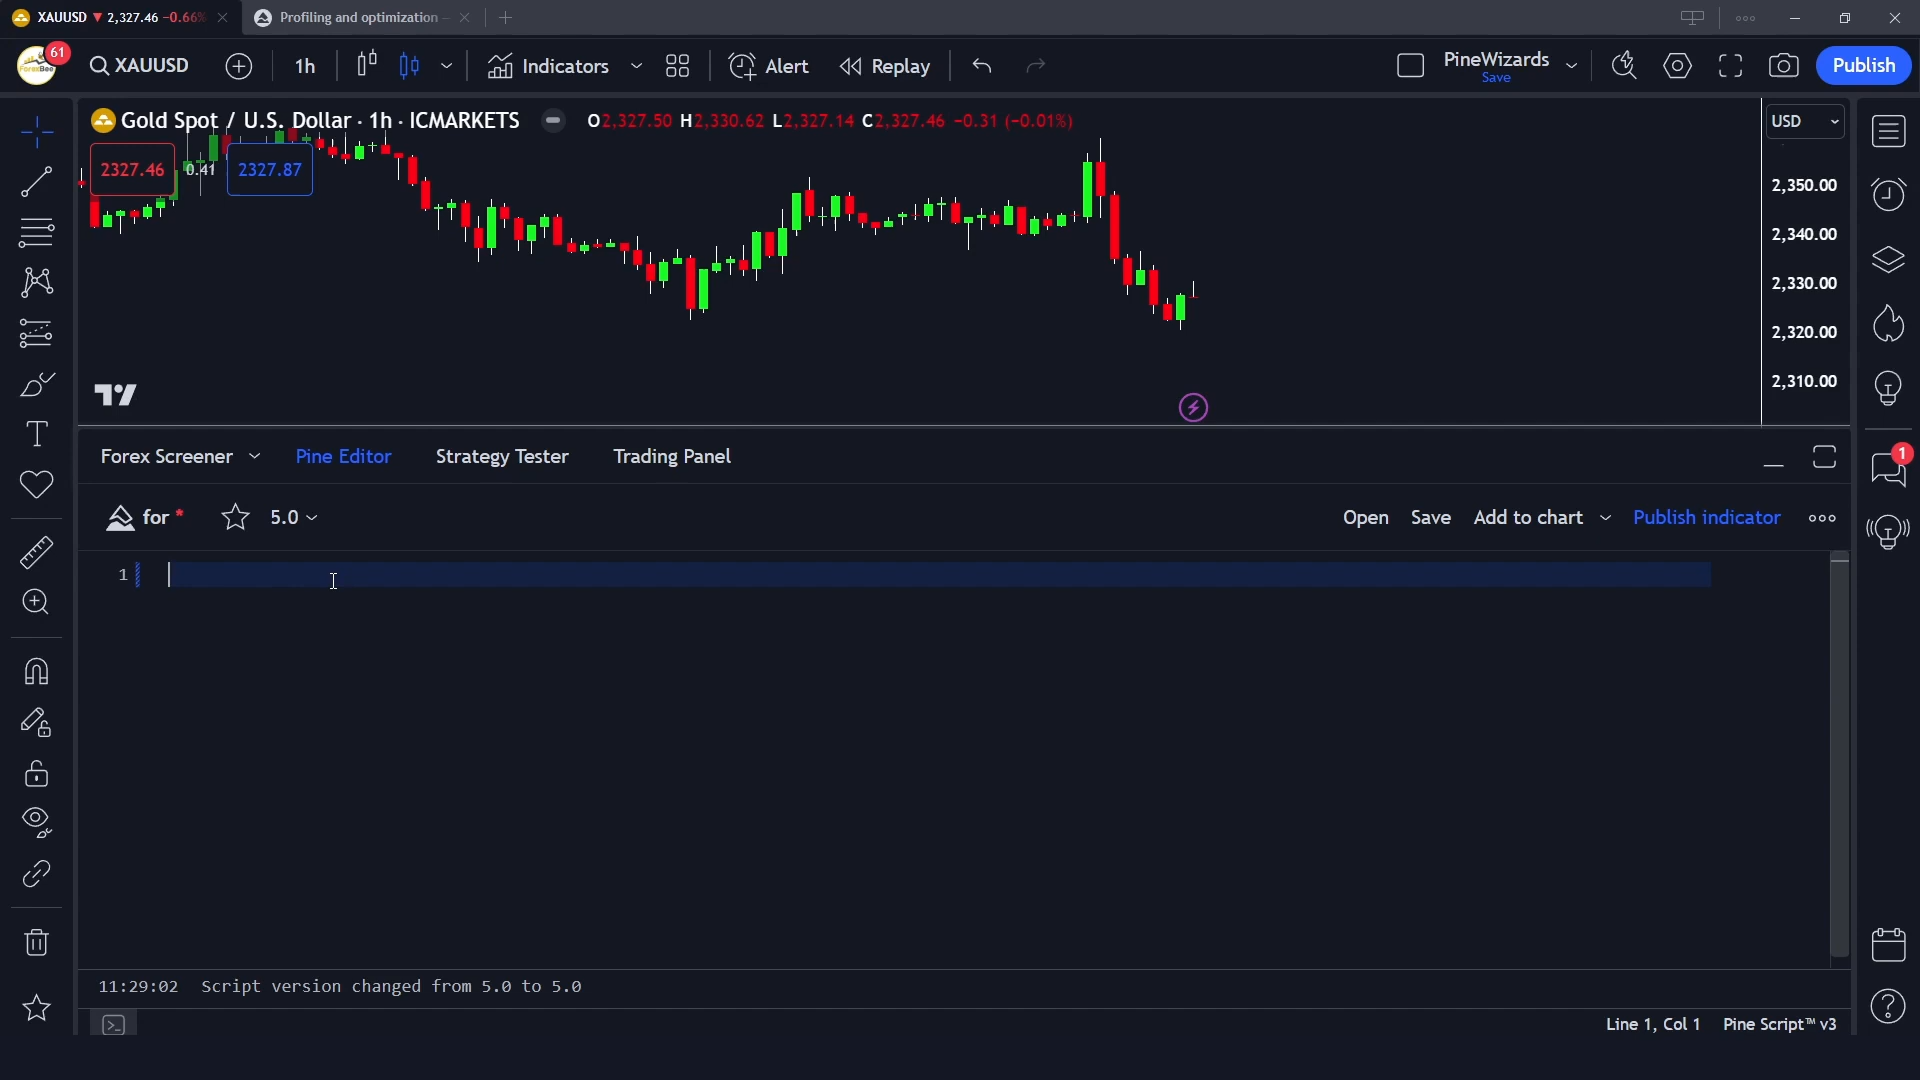 XAUUSD ▼ 2,327.46 -0.66%
Profiling and optimization
61
XAUUSD
1h
Indicators
Alert
Replay
PineWizards
Save
Publish
Gold Spot / U.S. Dollar · 1h · ICMARKETS
O2,327.50 H2,330.62 L2,327.14 C2,327.46 −0.31 (−0.01%)
USD
2327.46
0.41
2327.87
2,350.00
2,340.00
2,330.00
2,320.00
2,310.00
1
Forex Screener
Pine Editor
Strategy Tester
Trading Panel
for *
5.0
Open
Save
Add to chart
Publish indicator
1
11:29:02 Script version changed from 5.0 to 5.0
Line 1, Col 1
Pine Script™ v3